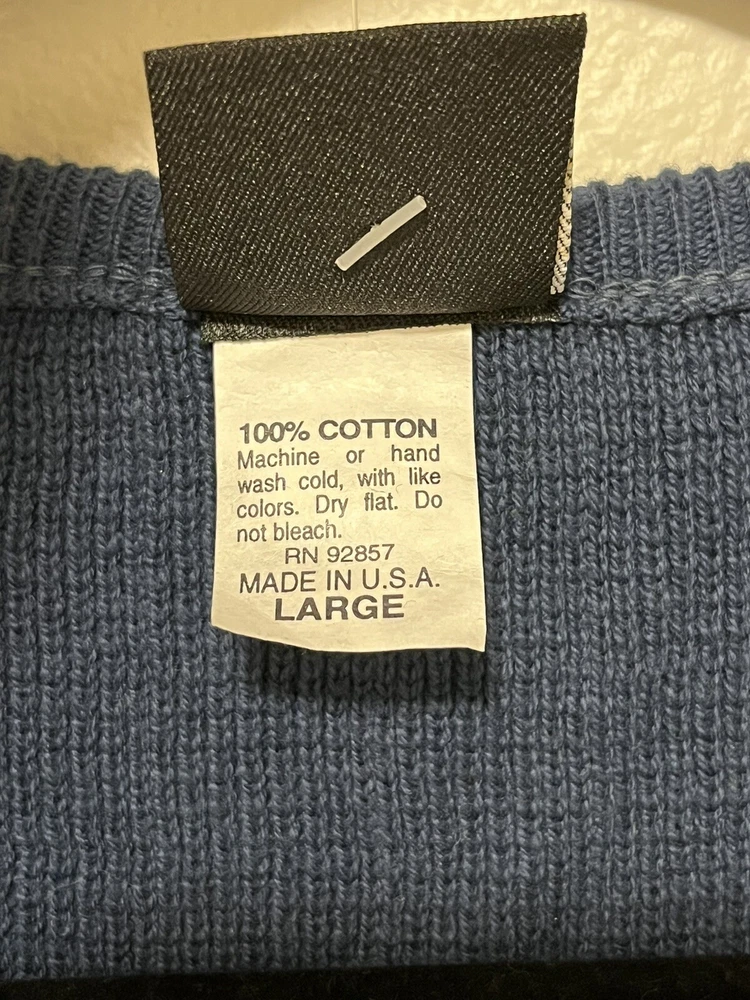 100% COTTON
Machine or hand
wash cold, with like
colors. Dry flat. Do
not bleach.
RN 92857
MADE IN U.S.A.
LARGE